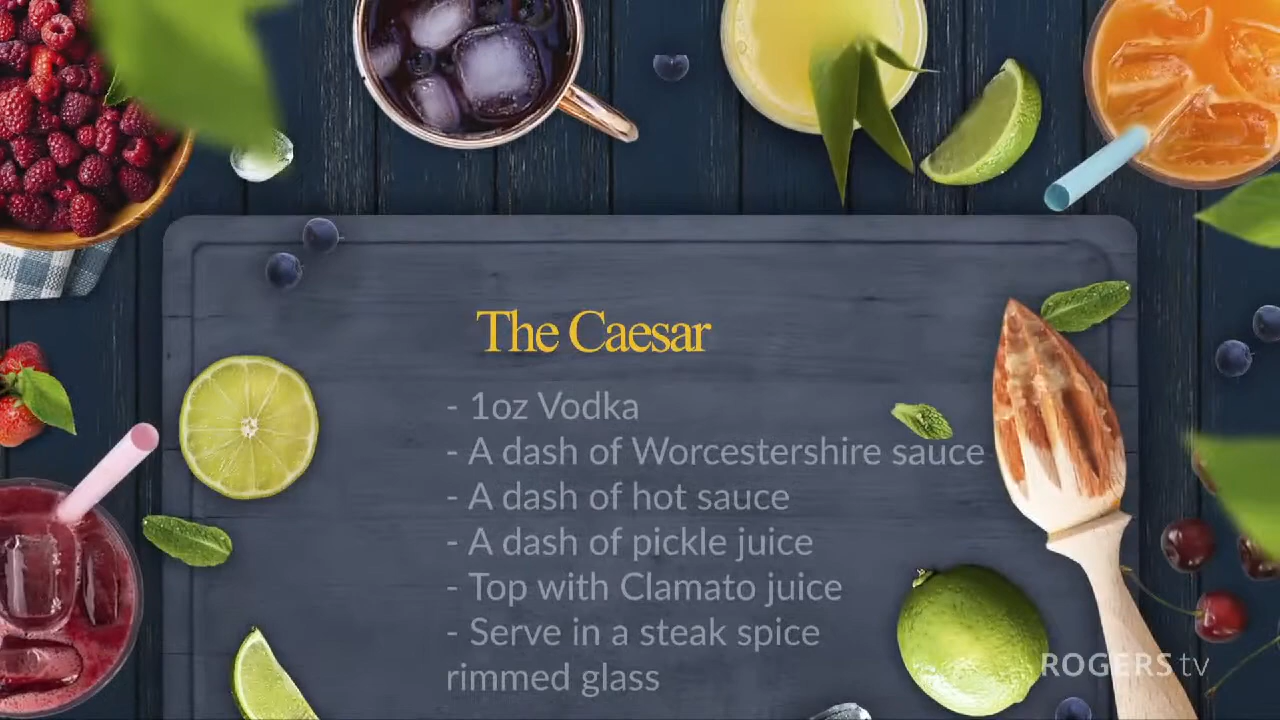 The Caesar
- 1oz Vodka
- A dash of Worcestershire sauce
- A dash of hot sauce
- A dash of pickle juice
- Top with Clamato juice
- Serve in a steak spice
rimmed glass
ROGERS tv